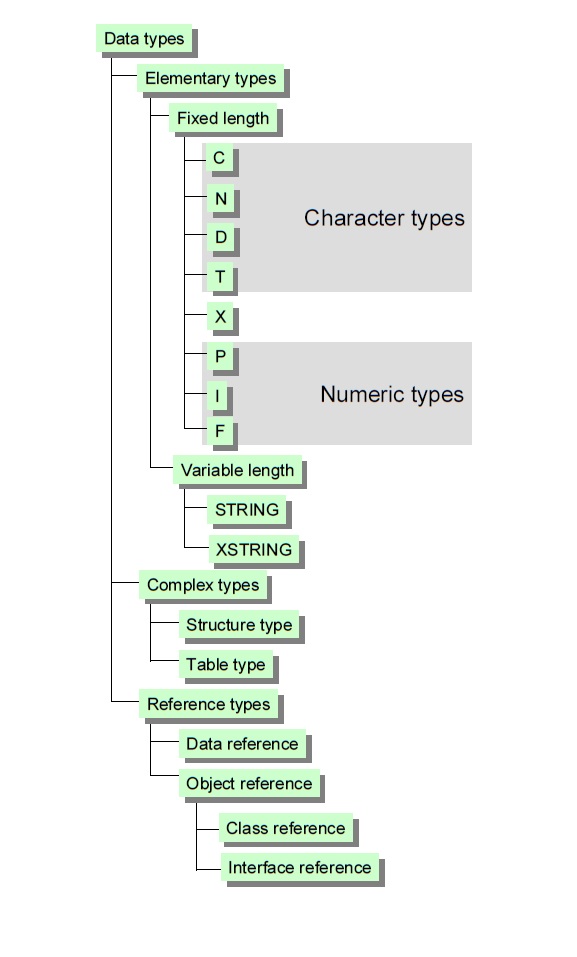 Data types
Elementary types
Fixed length
C
N
Character types
D
T
X
P
Numeric types
I
F
Variable length
STRING
XSTRING
Complex types
Structure type
Table type
Reference types
Data reference
Object reference
Class reference
Interface reference